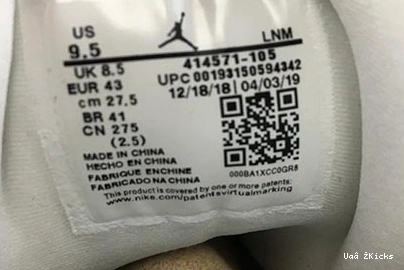 US LNM
9.5
UK 8.5 414571-105
EUR 43 UPC 00193150594342
cm 27.5 12/18/18 | 04/03/19
BR 41
CN 275
(2.5)
MADE IN CHINA
HECHO EN CHINA
FABRIQUE EN CHINE
FABRICADO NA CHINA 000BA1XCC0GR8
This product is covered by one or more patents:
www.nike.com/patentsvirtualmarking
Uaâ ŽKicks